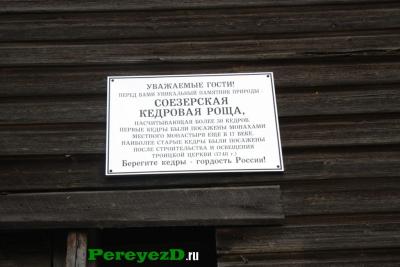 УВАЖАЕМЫЕ ГОСТИ!
ПЕРЕД ВАМИ УНИКАЛЬНЫЙ ПАМЯТНИК ПРИРОДЫ -
СОЕЗЕРСКАЯ
КЕДРОВАЯ РОЩА,
НАСЧИТЫВАЮЩАЯ БОЛЕЕ 30 КЕДРОВ.
ПЕРВЫЕ КЕДРЫ БЫЛИ ПОСАЖЕНЫ МОНАХАМИ
МЕСТНОГО МОНАСТЫРЯ ЕЩЕ В 17 ВЕКЕ.
НАИБОЛЕЕ СТАРЫЕ КЕДРЫ БЫЛИ ПОСАЖЕНЫ
ПОСЛЕ СТРОИТЕЛЬСТВА И ОСВЕЩЕНИЯ
ТРОИЦКОЙ ЦЕРКВИ (1748 г.)
Берегите кедры - гордость России!
PereyezD.ru